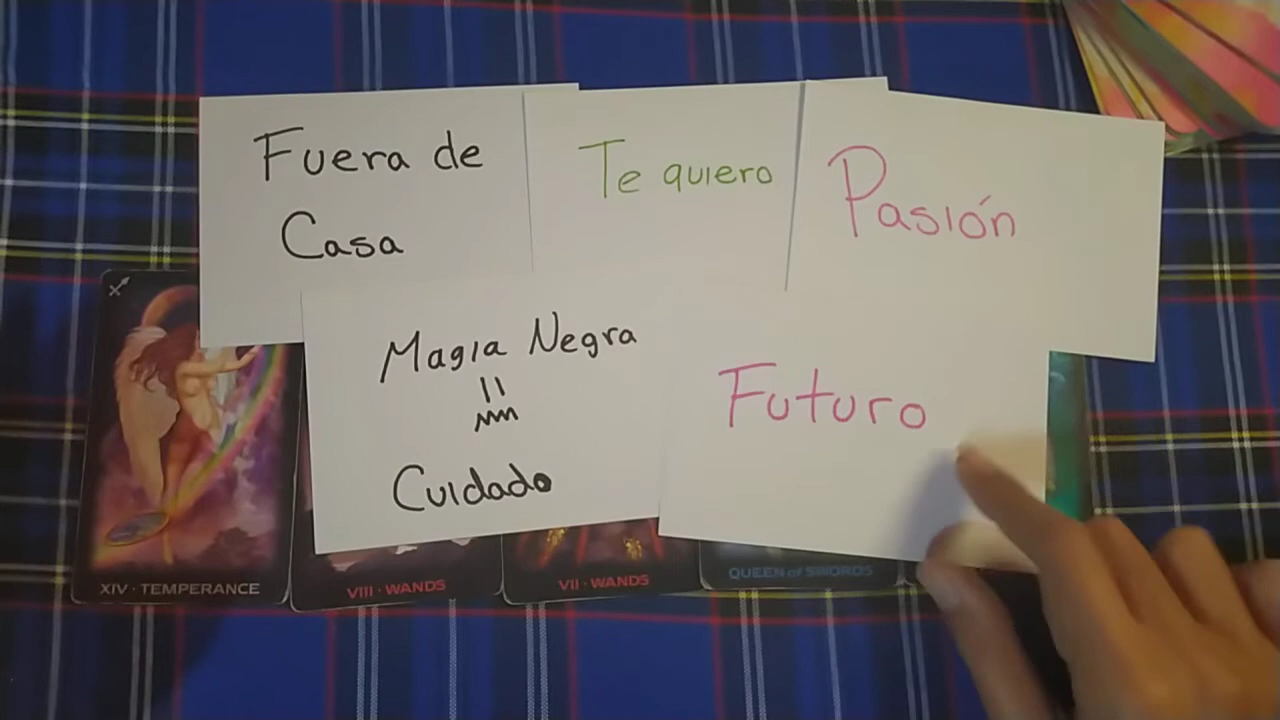 Fuera de
Casa
Te quiero
Pasión
Magia Negra
Cuidado
Futuro
XIV · TEMPERANCE
VIII · WANDS
VII · WANDS
QUEEN of SWORDS